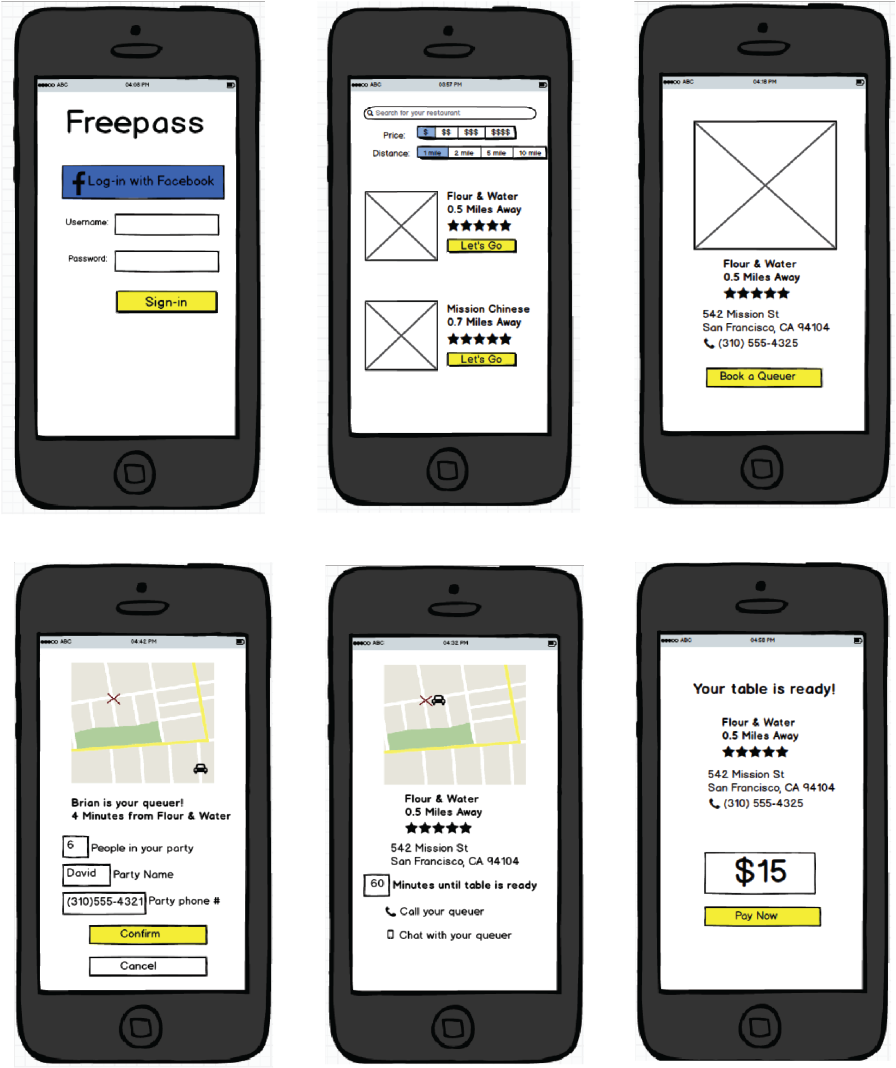 ABC 04:08 PM
Freepass
f Log-in with Facebook
Username:
Password:
Sign-in
ABC 03:57 PM
Search for your restaurant
Price: $ $$ $$$ $$$$
Distance: 1 mile 2 mile 5 mile 10 mile
Flour & Water
0.5 Miles Away
Let's Go
Mission Chinese
0.7 Miles Away
Let's Go
ABC 04:18 PM
Flour & Water
0.5 Miles Away
542 Mission St
San Francisco, CA 94104
(310) 555-4325
Book a Queuer
ABC 04:42 PM
Brian is your queuer!
4 Minutes from Flour & Water
6 People in your party
David Party Name
(310)555-4321 Party phone #
Confirm
Cancel
ABC 04:32 PM
Flour & Water
0.5 Miles Away
542 Mission St
San Francisco, CA 94104
60 Minutes until table is ready
Call your queuer
Chat with your queuer
ABC 04:58 PM
Your table is ready!
Flour & Water
0.5 Miles Away
542 Mission St
San Francisco, CA 94104
(310) 555-4325
$15
Pay Now